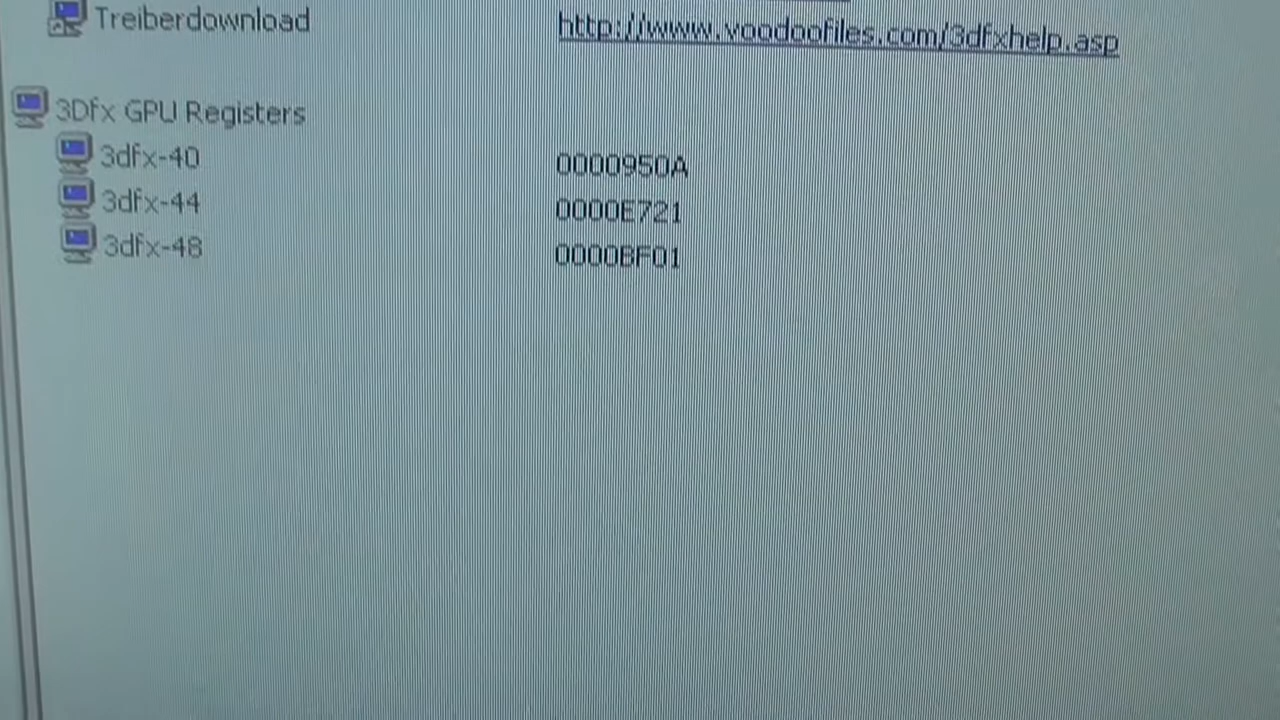 Treiberdownload http://www.voodoofiles.com/3dfxhelp.asp
3Dfx GPU Registers
3dfx-40 0000950A
3dfx-44 0000E721
3dfx-48 0000BF01